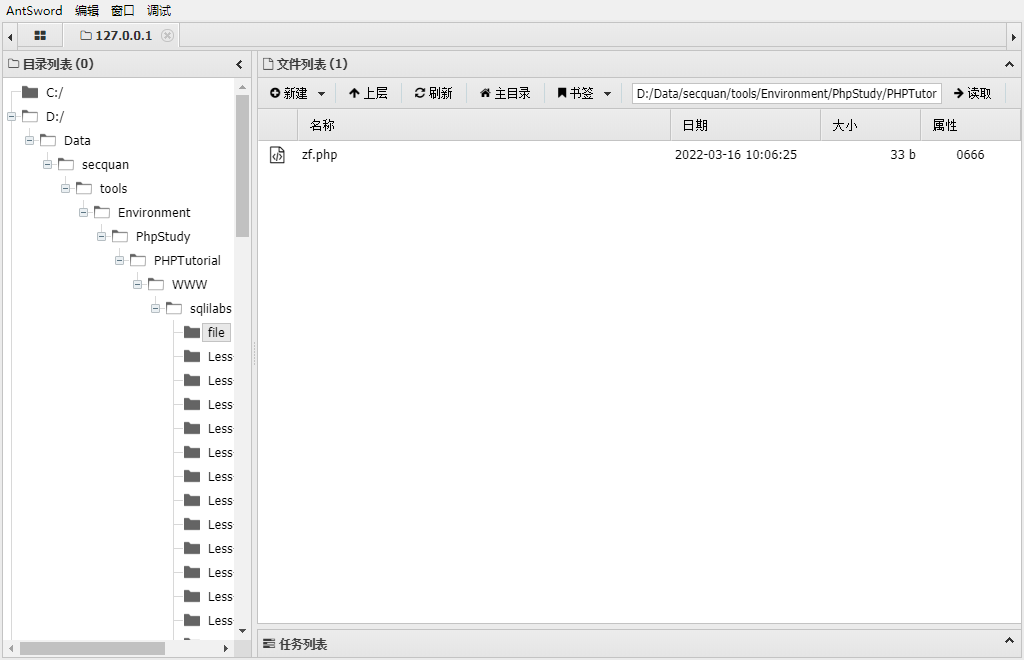 AntSword 编辑 窗口 调试
127.0.0.1
目录列表 (0)
C:/
D:/
Data
secquan
tools
Environment
PhpStudy
PHPTutorial
WWW
sqlilabs
file
Less
Less
Less
Less
Less
Less
Less
Less
Less
Less
Less
Less
文件列表 (1)
新建 上层 刷新 主目录 书签 D:/Data/secquan/tools/Environment/PhpStudy/PHPTutor 读取
名称 日期 大小 属性
zf.php 2022-03-16 10:06:25 33 b 0666
任务列表